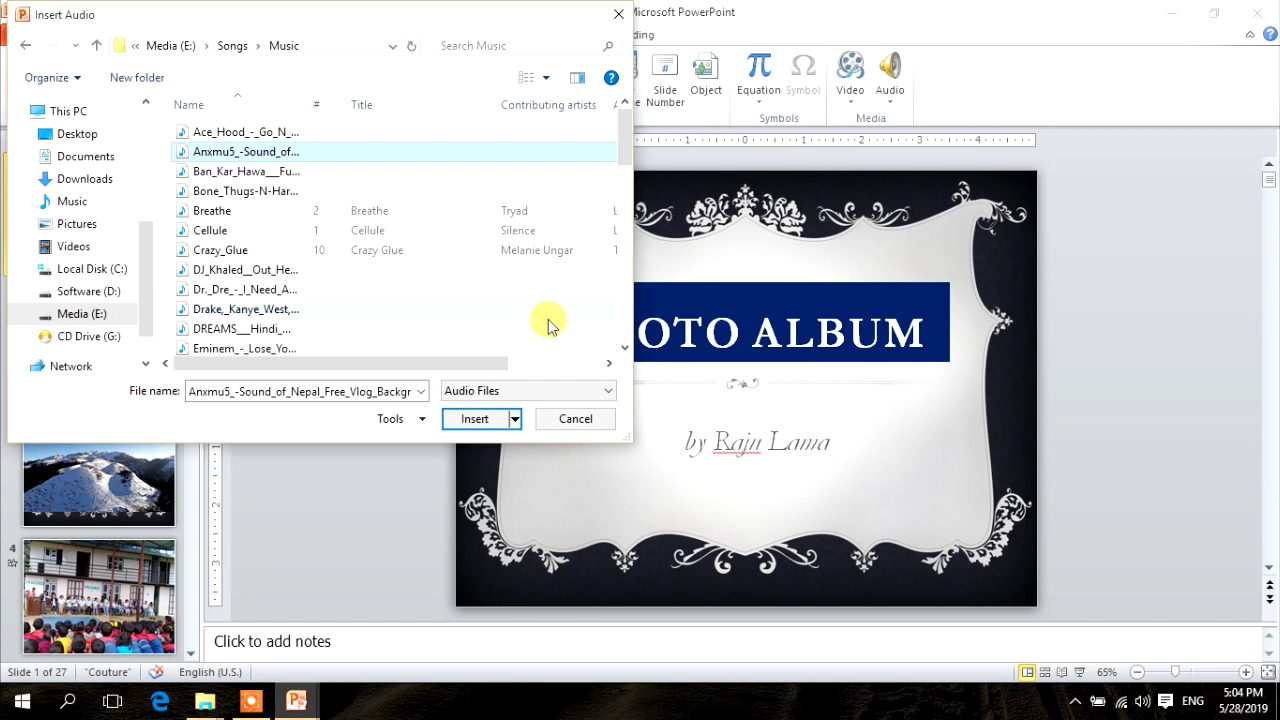 Insert Audio
Microsoft PowerPoint
« Media (E:) Songs Music
Search Music
Organize
New folder
This PC
Desktop
Documents
Downloads
Music
Pictures
Videos
Local Disk (C:)
Software (D:)
Media (E:)
CD Drive (G:)
Network
Name # Title Contributing artists
Ace_Hood_-_Go_N_...
Anxmu5_-Sound_of...
Ban_Kar_Hawa___Fu...
Bone_Thugs-N-Har...
Breathe 2 Breathe Tryad
Cellule 1 Cellule Silence
Crazy_Glue 10 Crazy Glue Melanie Ungar
DJ_Khaled__Out_He...
Dr._Dre_-_I_Need_A...
Drake,_Kanye_West,...
DREAMS___Hindi_...
Eminem_-_Lose_Yo...
File name: Anxmu5_-Sound_of_Nepal_Free_Vlog_Backgr
Audio Files
Tools
Insert
Cancel
Slide Number
Object
Equation
Symbol
Video
Audio
Symbols
Media
OTO ALBUM
by Raju Lama
4
Click to add notes
Slide 1 of 27
"Couture"
English (U.S.)
65%
ENG
5:04 PM
5/28/2019